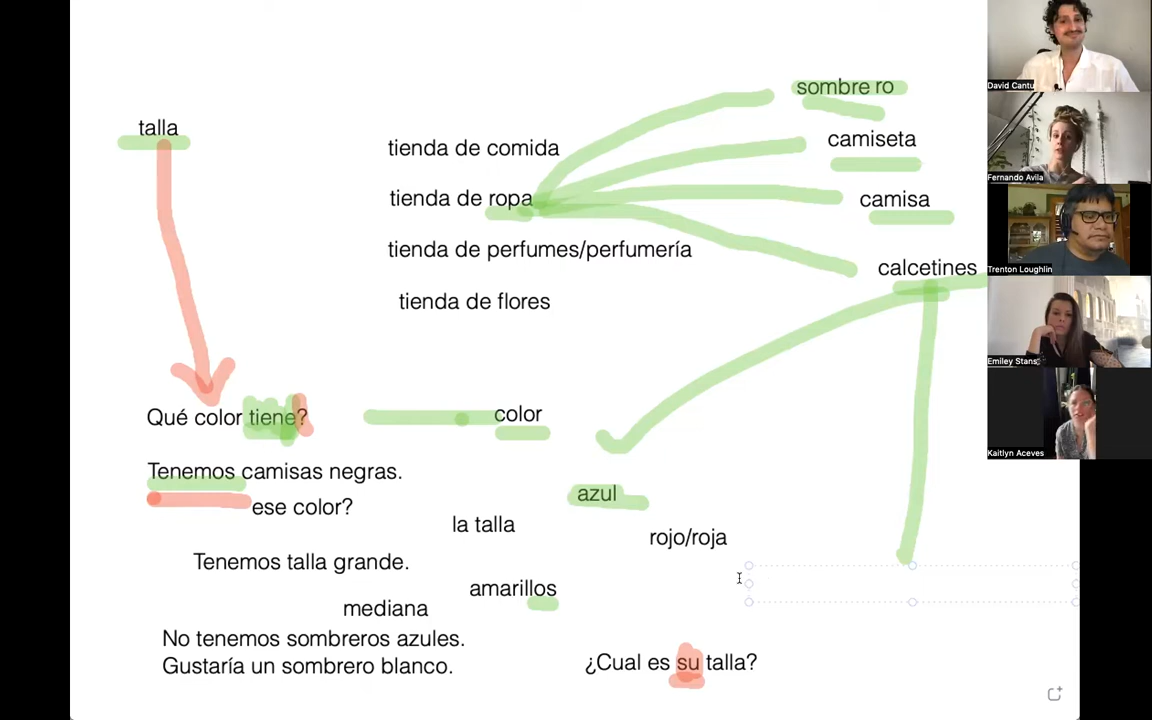 sombre ro
talla
camiseta
tienda de comida
tienda de ropa
camisa
tienda de perfumes/perfumería
calcetines
tienda de flores
Qué color tiene?
color
Tenemos camisas negras.
azul
ese color?
la talla
rojo/roja
Tenemos talla grande.
amarillos
mediana
No tenemos sombreros azules.
¿Cual es su talla?
Gustaría un sombrero blanco.
David Cantu
Fernando Avila
Trenton Loughlin
Emiley Stans
Kaitlyn Aceves